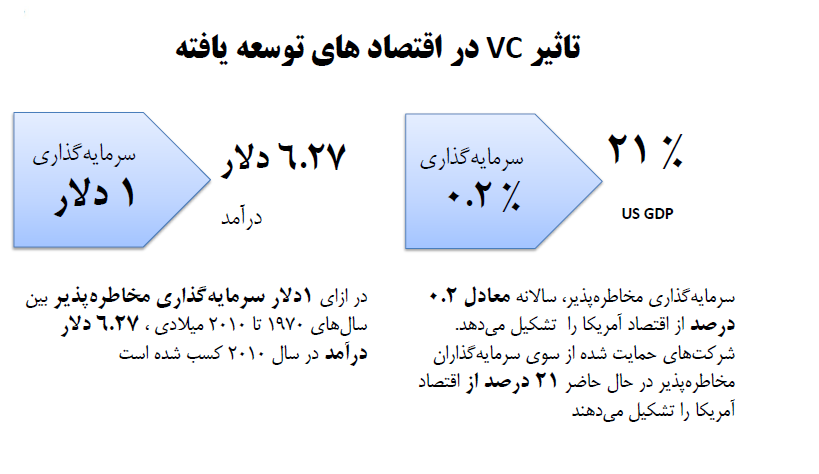 تاثیر VC در اقتصاد های توسعه یافته
سرمایه‌گذاری
۰.۲ ٪
۲۱ ٪
US GDP
سرمایه‌گذاری مخاطره‌پذیر، سالانه معادل ۰.۲
درصد از اقتصاد آمریکا را تشکیل می‌دهد.
شرکت‌های حمایت شده از سوی سرمایه‌گذاران
مخاطره‌پذیر در حال حاضر ۲۱ درصد از اقتصاد
آمریکا را تشکیل می‌دهند
سرمایه‌گذاری
۱ دلار
۶.۲۷ دلار
درآمد
در ازای ۱دلار سرمایه‌گذاری مخاطره‌پذیر بین
سال‌های ۱۹۷۰ تا ۲۰۱۰ میلادی ، ۶.۲۷ دلار
درآمد در سال ۲۰۱۰ کسب شده است